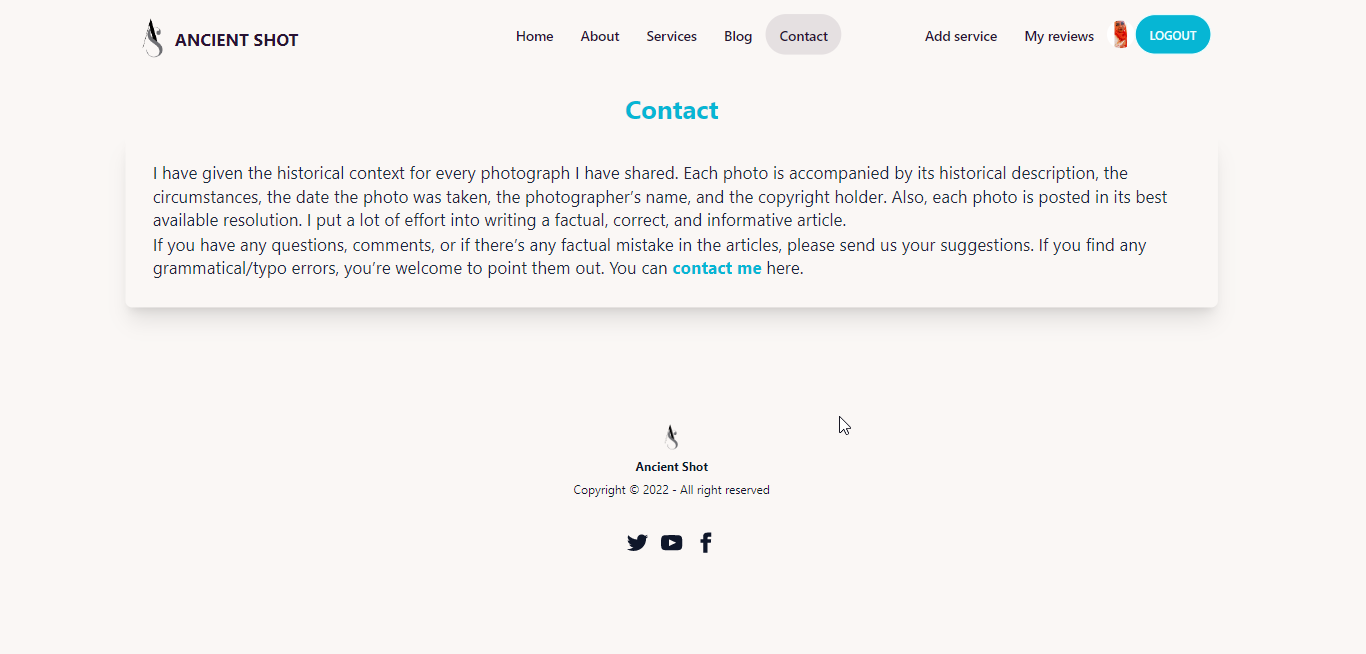 ANCIENT SHOT
Home About Services Blog Contact
Add service My reviews LOGOUT
Contact
I have given the historical context for every photograph I have shared. Each photo is accompanied by its historical description, the
circumstances, the date the photo was taken, the photographer’s name, and the copyright holder. Also, each photo is posted in its best
available resolution. I put a lot of effort into writing a factual, correct, and informative article.
If you have any questions, comments, or if there’s any factual mistake in the articles, please send us your suggestions. If you find any
grammatical/typo errors, you’re welcome to point them out. You can contact me here.
Ancient Shot
Copyright © 2022 - All right reserved